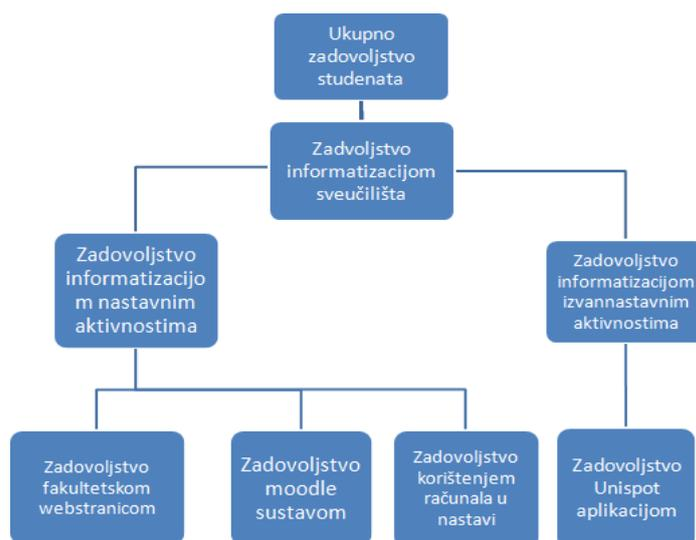 Ukupno
zadovoljstvo
studenata
Zadvoljstvo
informatizacijom
sveučilišta
Zadovoljstvo
informatizacijo
m nastavnim
aktivnostima
Zadovoljstvo
informatizacijom
izvannastavnim
aktivnostima
Zadovoljstvo
fakultetskom
webstranicom
Zadovoljstvo
moodle
sustavom
Zadovoljstvo
korištenjem
računala u
nastavi
Zadovoljstvo
Unispot
aplikacijom